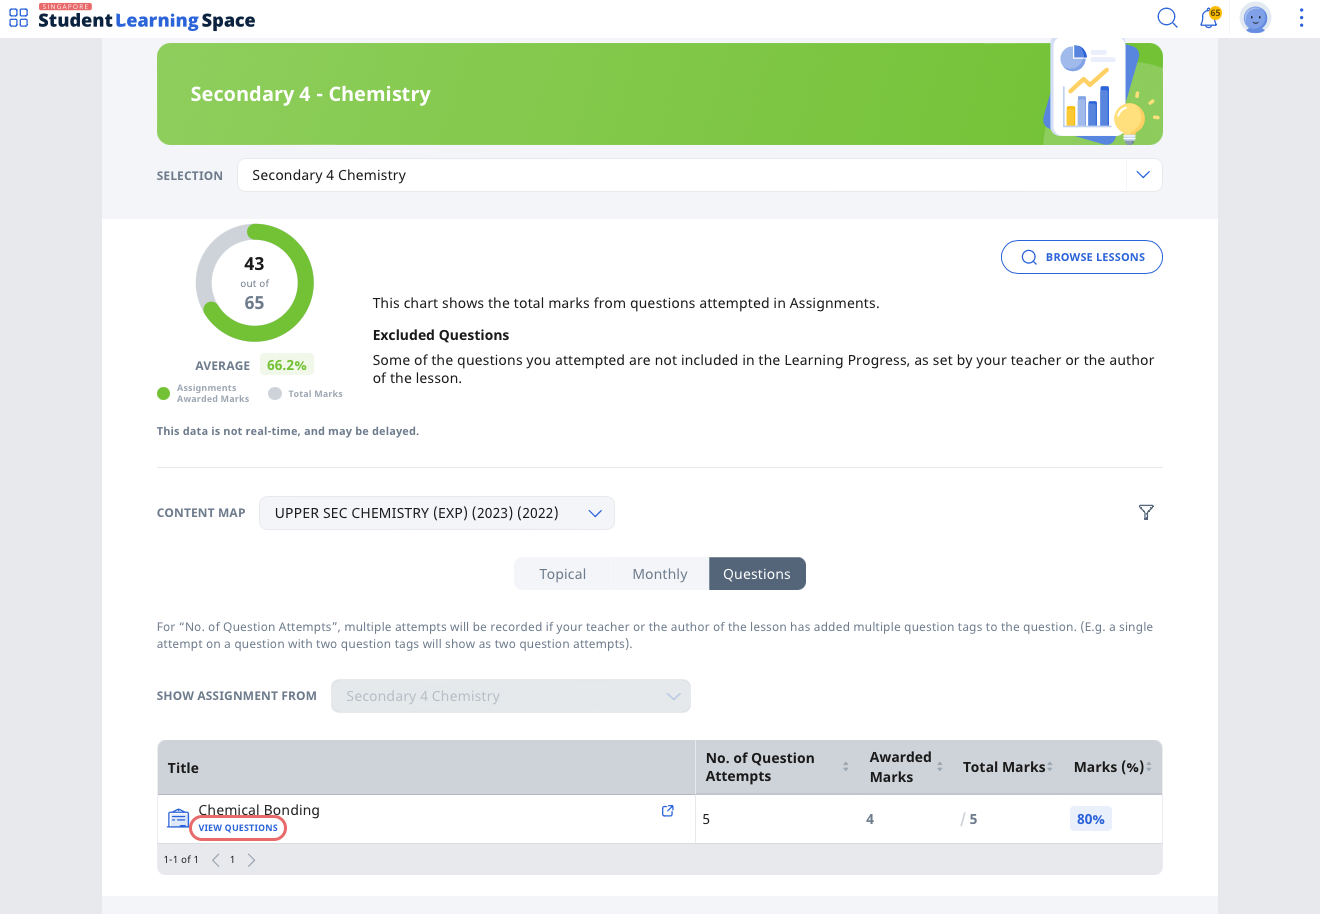 SINGAPORE
Student Learning Space
65
Secondary 4 - Chemistry
SELECTION
Secondary 4 Chemistry
43
out of
65
AVERAGE 66.2%
Assignments
Awarded Marks
Total Marks
BROWSE LESSONS
This chart shows the total marks from questions attempted in Assignments.
Excluded Questions
Some of the questions you attempted are not included in the Learning Progress, as set by your teacher or the author
of the lesson.
This data is not real-time, and may be delayed.
CONTENT MAP
UPPER SEC CHEMISTRY (EXP) (2023) (2022)
Topical Monthly Questions
For “No. of Question Attempts”, multiple attempts will be recorded if your teacher or the author of the lesson has added multiple question tags to the question. (E.g. a single
attempt on a question with two question tags will show as two question attempts).
SHOW ASSIGNMENT FROM
Secondary 4 Chemistry
Title
No. of Question
Attempts
Awarded
Marks
Total Marks
Marks (%)
Chemical Bonding
VIEW QUESTIONS
5
4
/ 5
80%
1-1 of 1
1